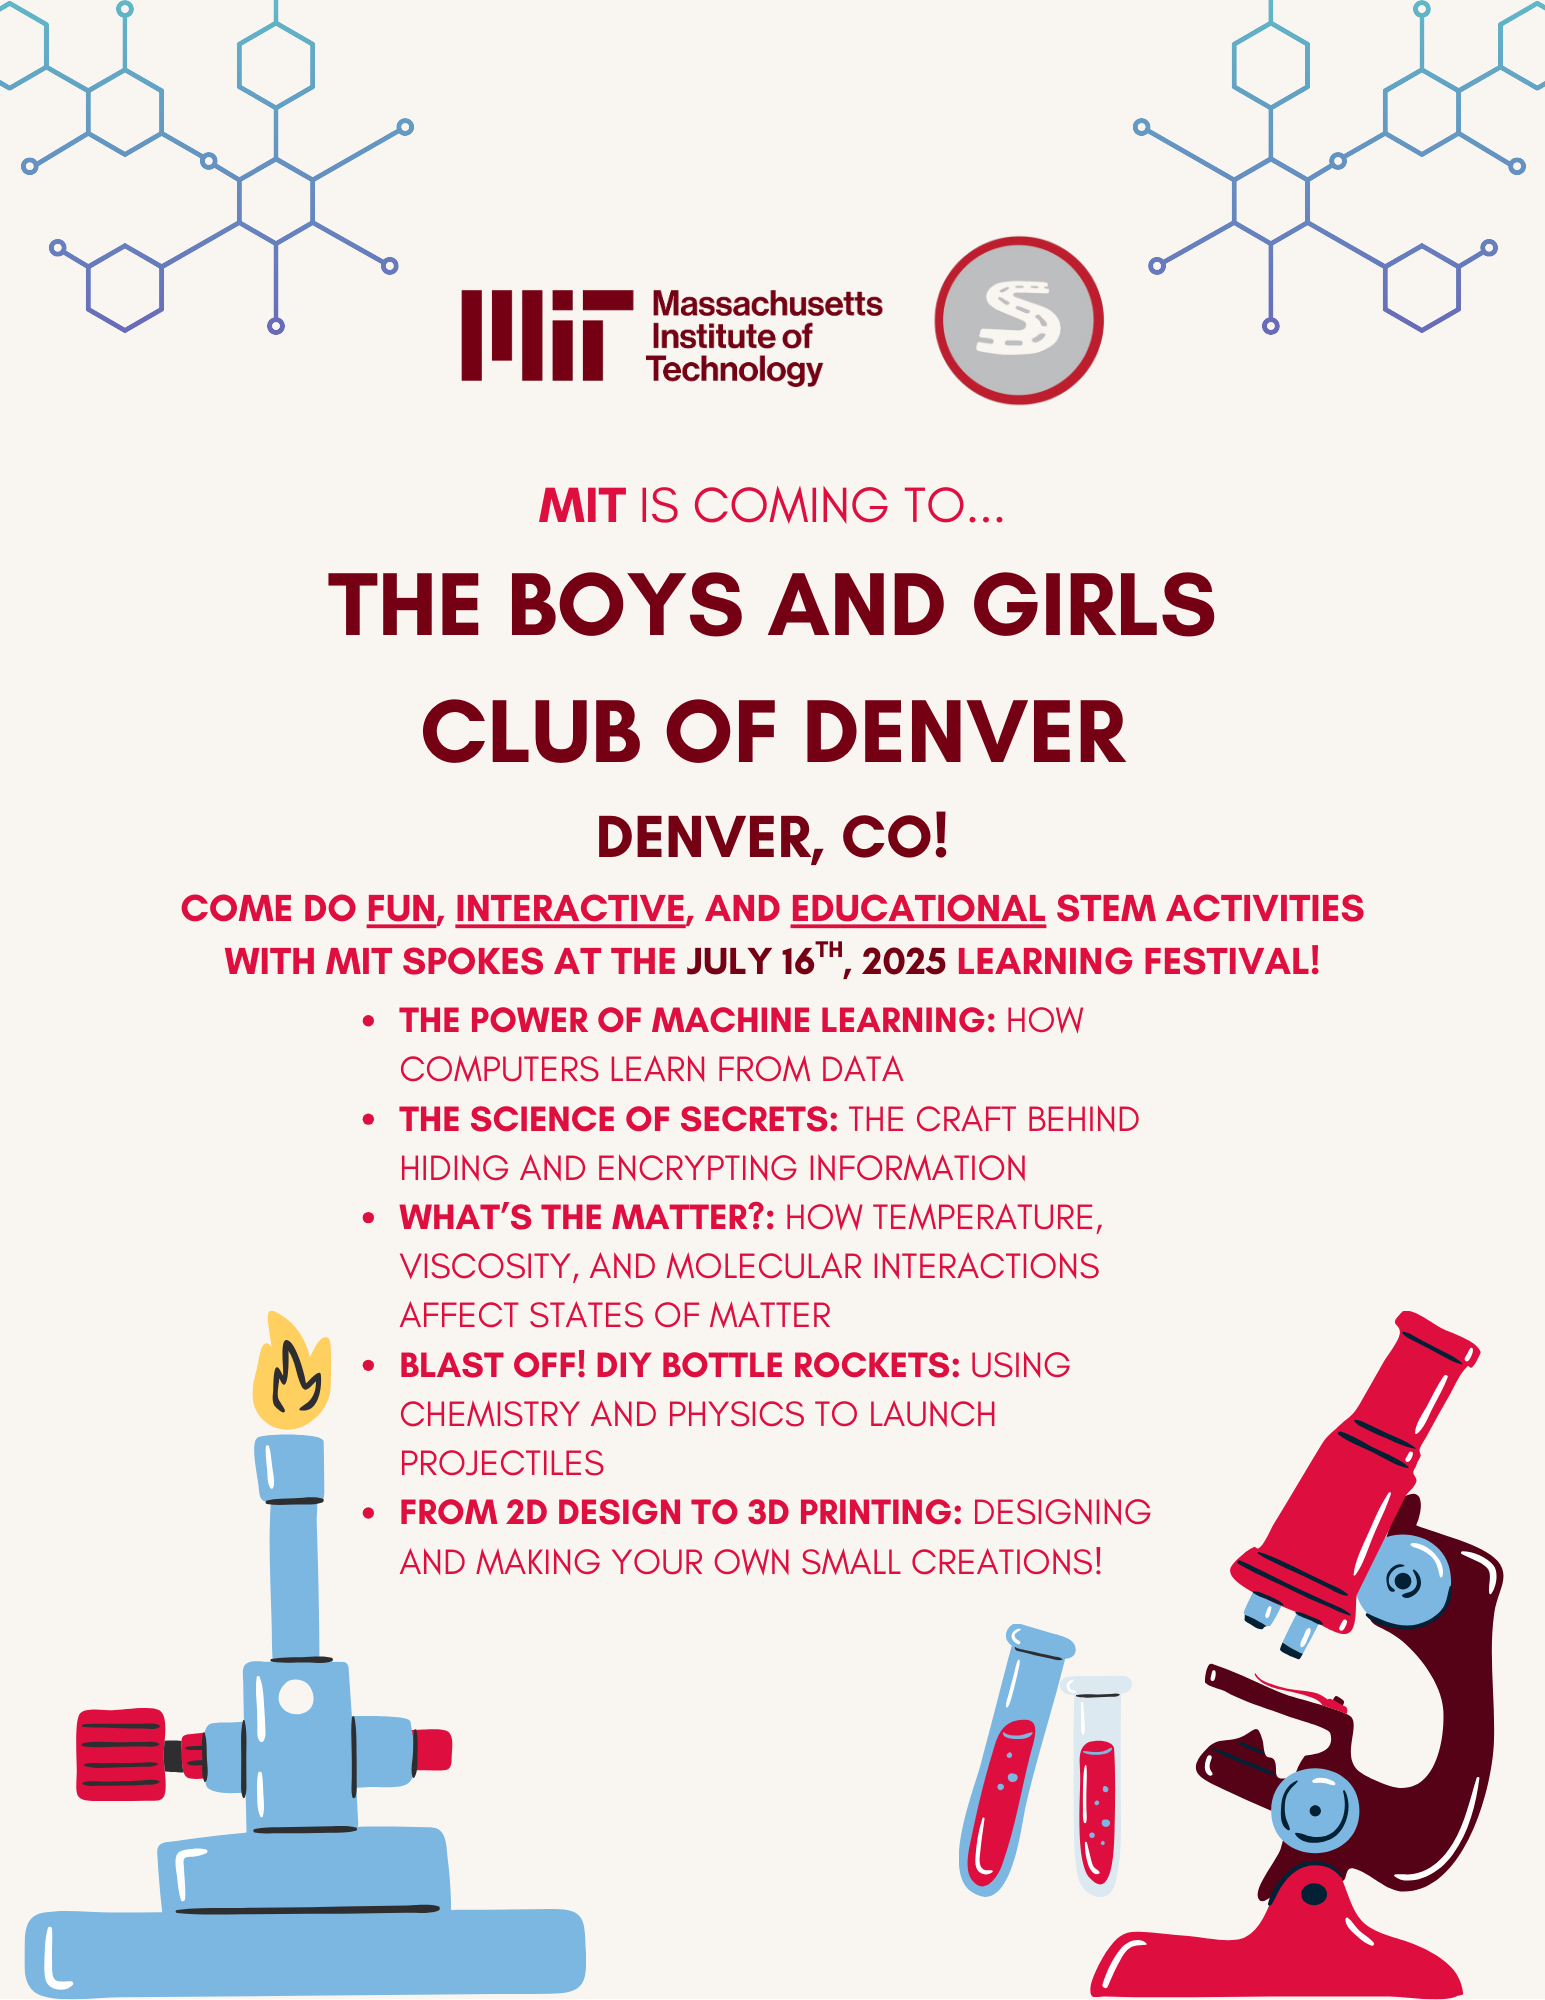 MIT Massachusetts
Institute of
Technology
S
MIT IS COMING TO...
THE BOYS AND GIRLS
CLUB OF DENVER
DENVER, CO!
COME DO FUN, INTERACTIVE, AND EDUCATIONAL STEM ACTIVITIES
WITH MIT SPOKES AT THE JULY 16TH, 2025 LEARNING FESTIVAL!
• THE POWER OF MACHINE LEARNING: HOW
COMPUTERS LEARN FROM DATA
• THE SCIENCE OF SECRETS: THE CRAFT BEHIND
HIDING AND ENCRYPTING INFORMATION
• WHAT'S THE MATTER?: HOW TEMPERATURE,
VISCOSITY, AND MOLECULAR INTERACTIONS
AFFECT STATES OF MATTER
• BLAST OFF! DIY BOTTLE ROCKETS: USING
CHEMISTRY AND PHYSICS TO LAUNCH
PROJECTILES
• FROM 2D DESIGN TO 3D PRINTING: DESIGNING
AND MAKING YOUR OWN SMALL CREATIONS!